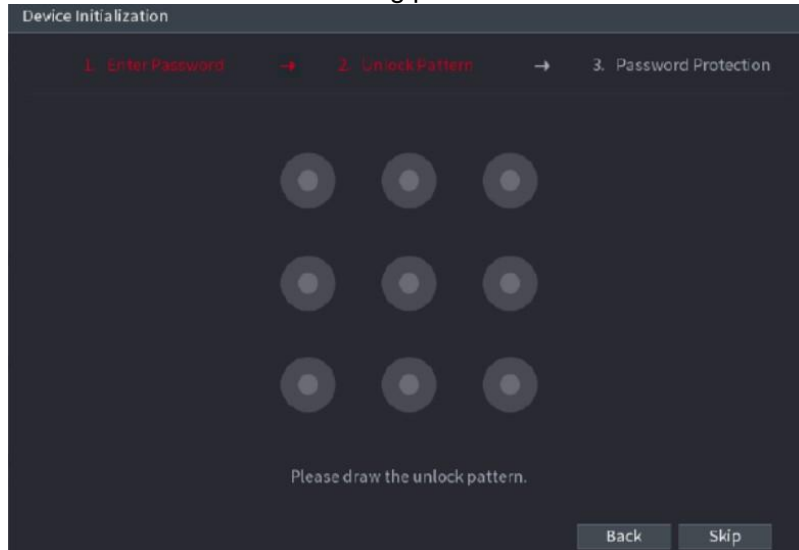 Device Initialization
1. Enter Password → 2. Unlock Pattern → 3. Password Protection
Please draw the unlock pattern.
Back Skip